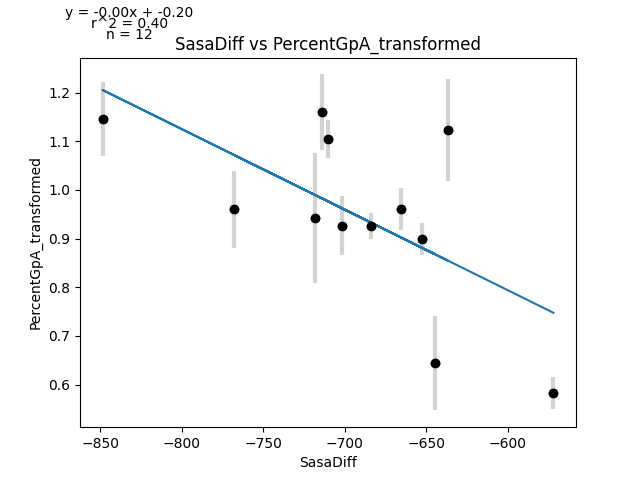 y = -0.00x + -0.20
r^2 = 0.40
n = 12
SasaDiff vs PercentGpA_transformed
1.2
1.1
1.0
0.9
0.8
0.7
0.6
PercentGpA_transformed
−850
−800
−750
−700
−650
−600
SasaDiff